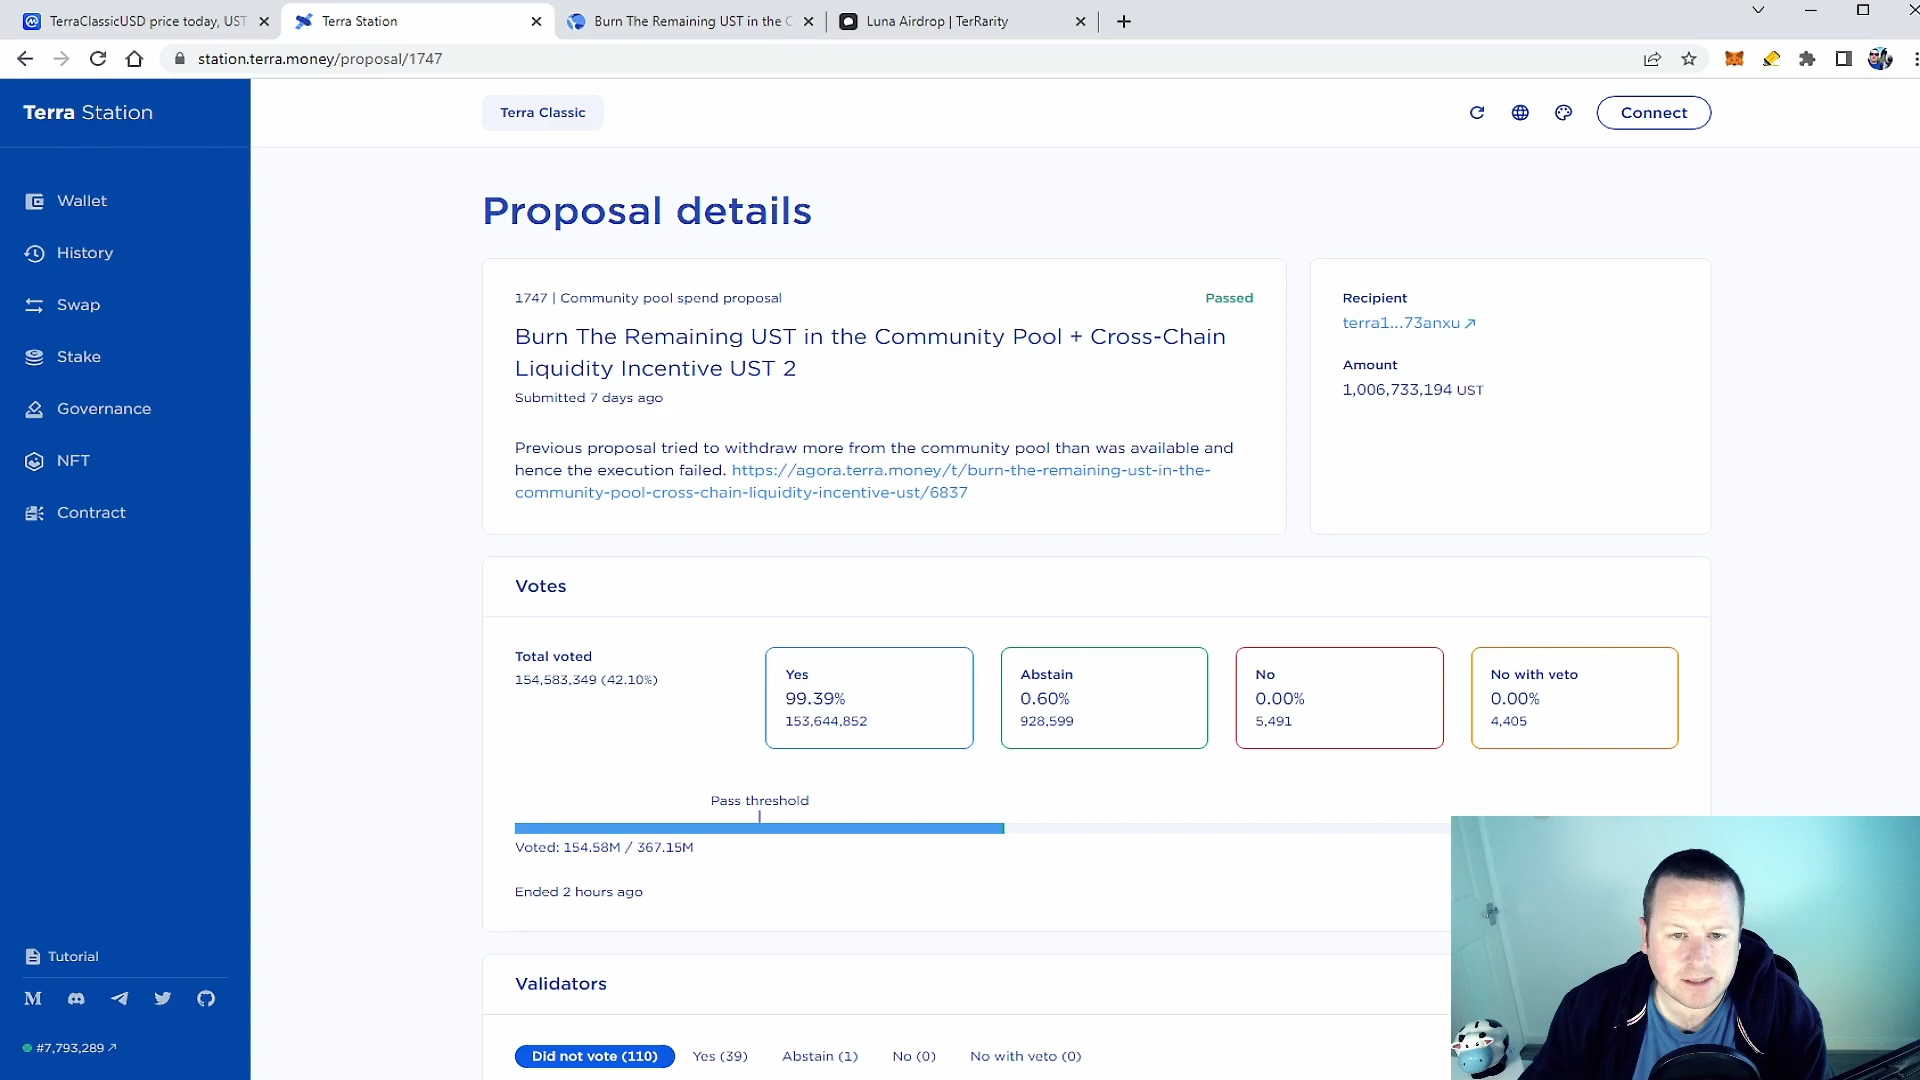 TerraClassicUSD price today, UST
Terra Station
Burn The Remaining UST in the C
Luna Airdrop | TerRarity
station.terra.money/proposal/1747
Terra Station
Terra Classic
Connect
Wallet
History
Swap
Stake
Governance
NFT
Contract
Tutorial
#7,793,289
Proposal details
1747 | Community pool spend proposal
Passed
Burn The Remaining UST in the Community Pool + Cross-Chain
Liquidity Incentive UST 2
Submitted 7 days ago
Previous proposal tried to withdraw more from the community pool than was available and
hence the execution failed. https://agora.terra.money/t/burn-the-remaining-ust-in-the-
community-pool-cross-chain-liquidity-incentive-ust/6837
Recipient
terra1...73anxu
Amount
1,006,733,194 UST
Votes
Total voted
154,583,349 (42.10%)
Yes
99.39%
153,644,852
Abstain
0.60%
928,599
No
0.00%
5,491
No with veto
0.00%
4,405
Pass threshold
Voted: 154.58M / 367.15M
Ended 2 hours ago
Validators
Did not vote (110)
Yes (39)
Abstain (1)
No (0)
No with veto (0)